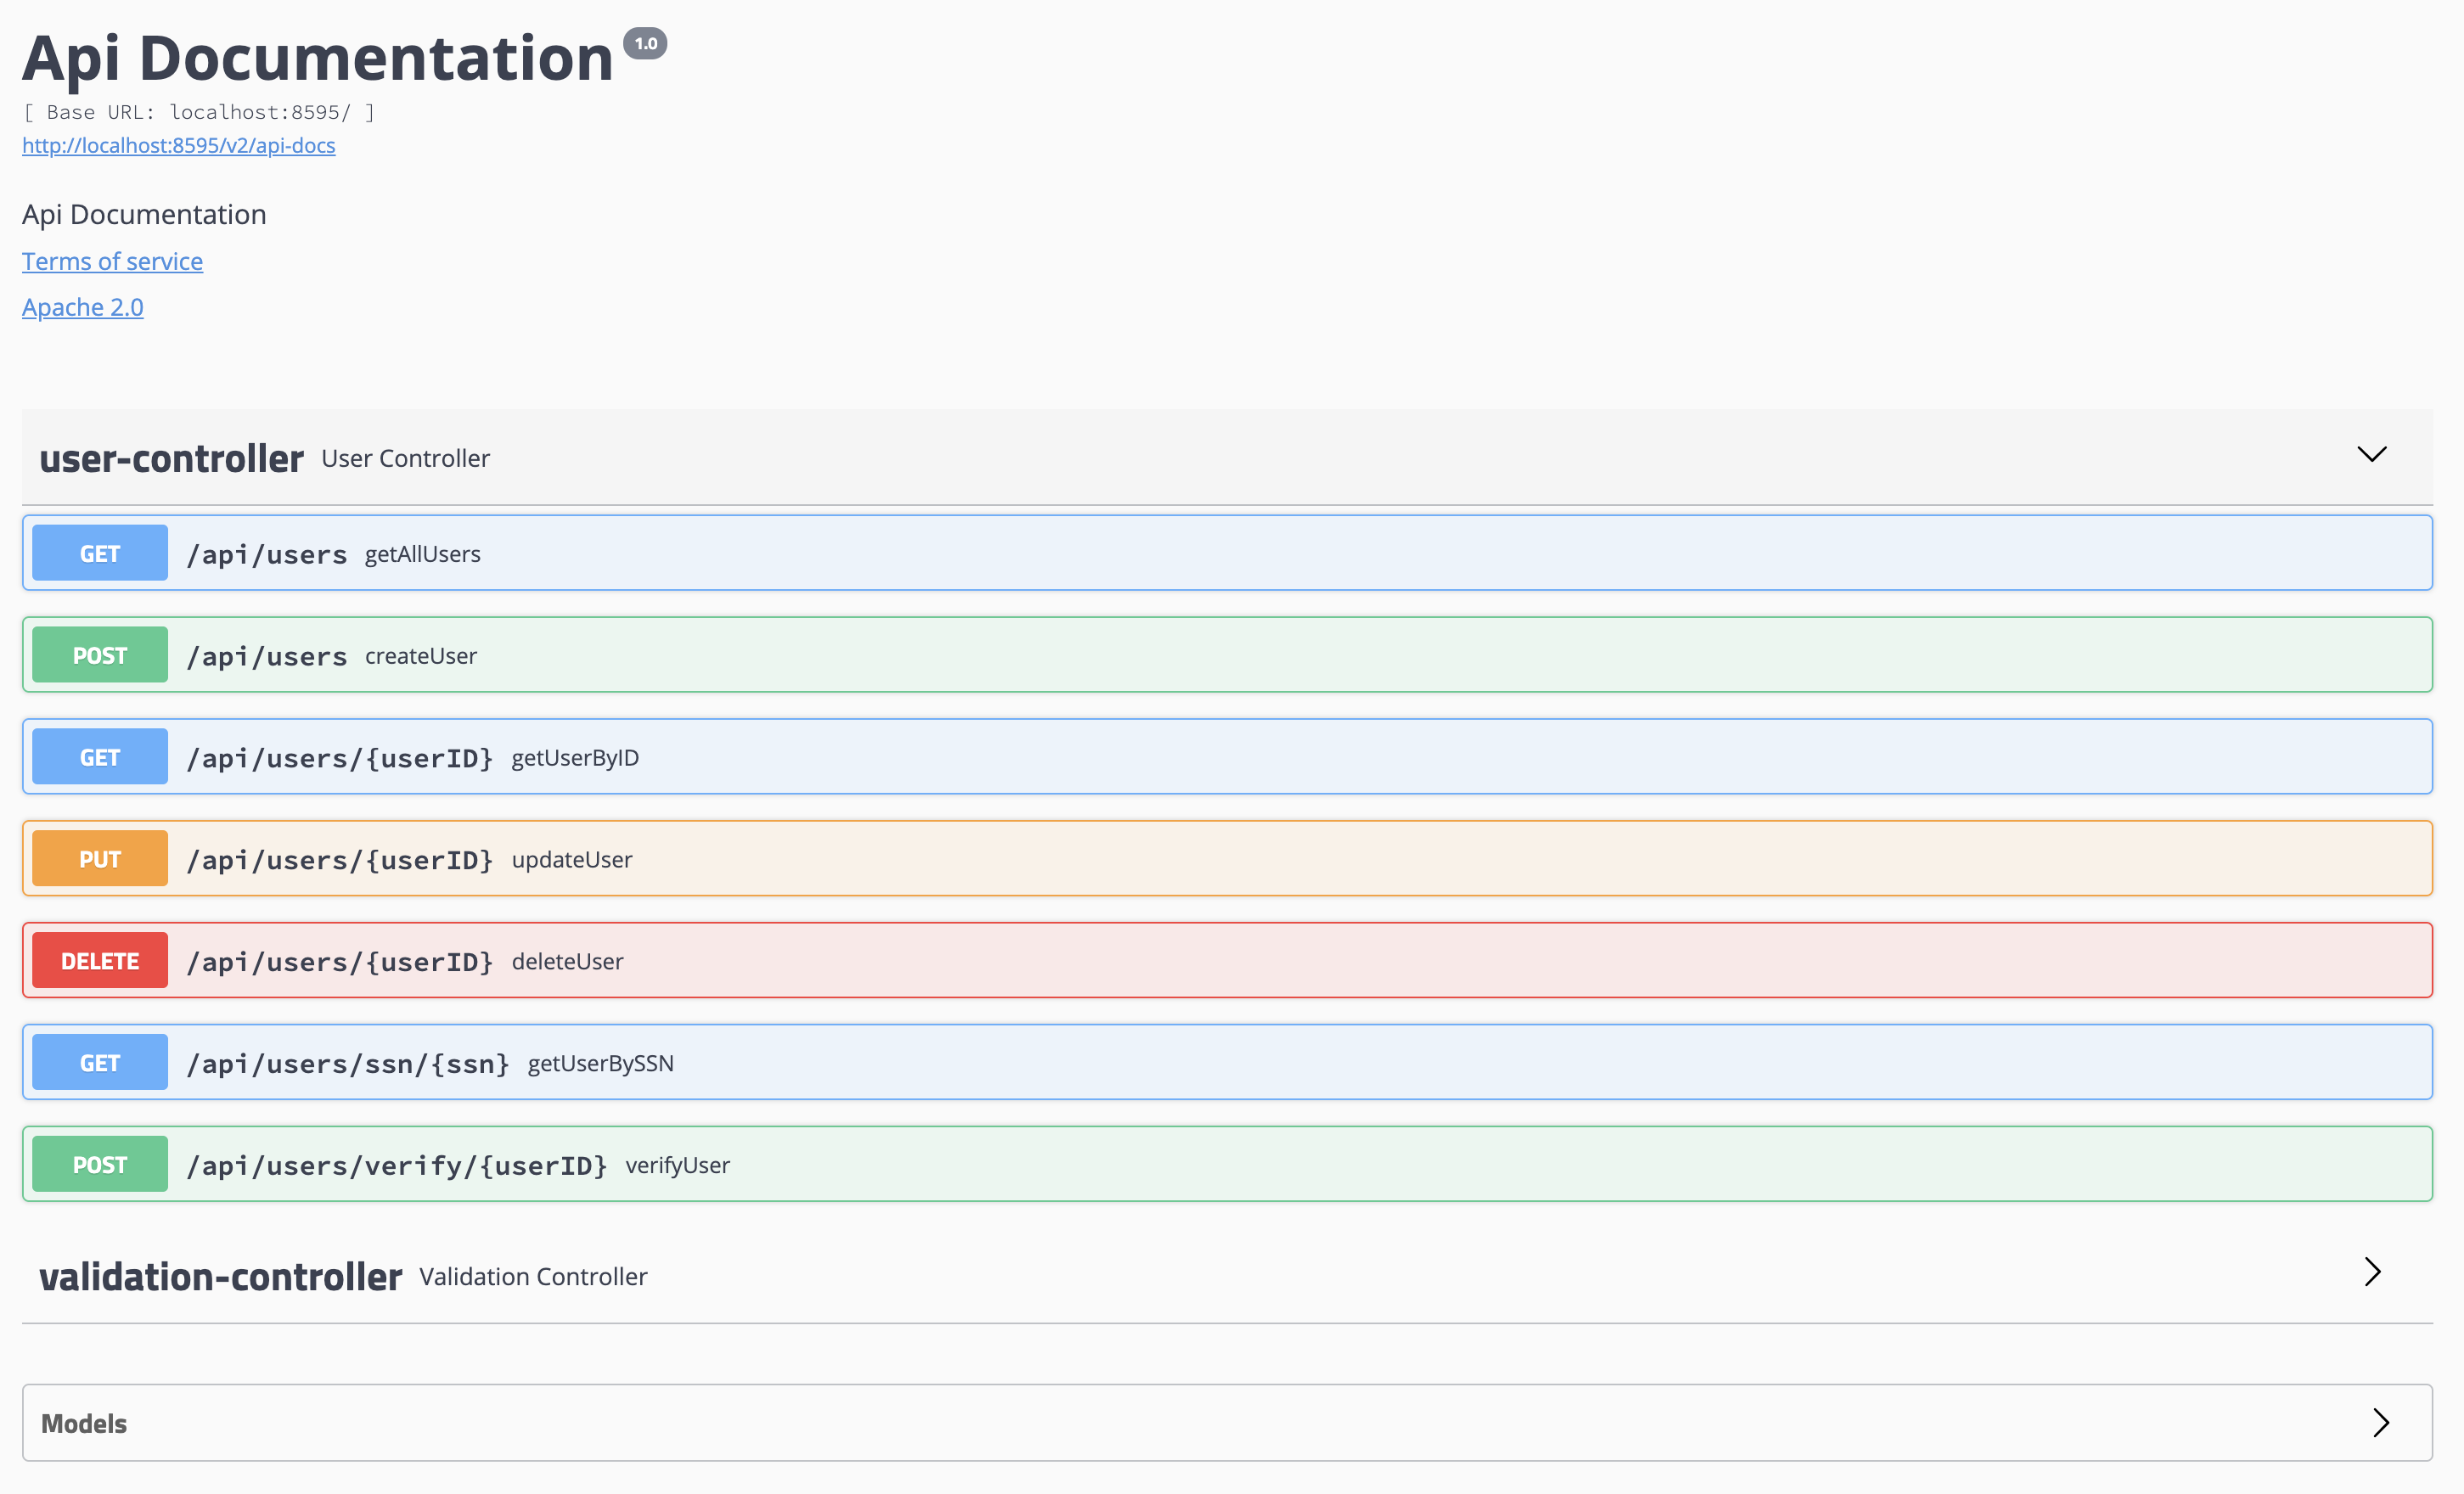 Api Documentation 1.0
[ Base URL: localhost:8595/ ]
http://localhost:8595/v2/api-docs
Api Documentation
Terms of service
Apache 2.0
user-controller User Controller
GET /api/users getAllUsers
POST /api/users createUser
GET /api/users/{userID} getUserByID
PUT /api/users/{userID} updateUser
DELETE /api/users/{userID} deleteUser
GET /api/users/ssn/{ssn} getUserBySSN
POST /api/users/verify/{userID} verifyUser
validation-controller Validation Controller
Models